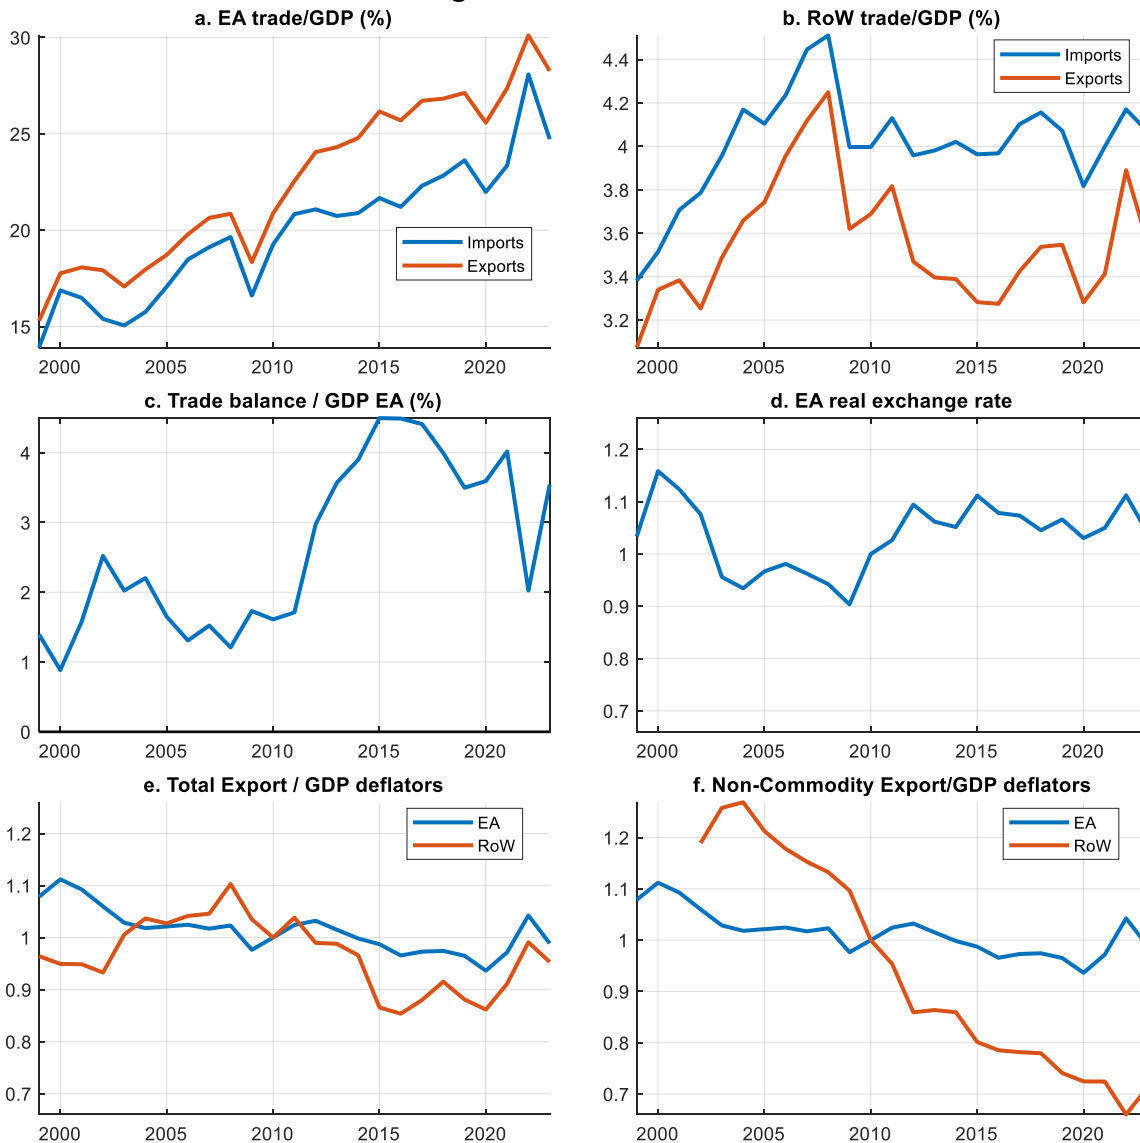 a. EA trade/GDP (%)
30
25
20
15
2000 2005 2010 2015 2020
Imports
Exports
b. RoW trade/GDP (%)
4.4
4.2
4
3.8
3.6
3.4
3.2
2000 2005 2010 2015 2020
Imports
Exports
c. Trade balance / GDP EA (%)
4
3
2
1
0
2000 2005 2010 2015 2020
d. EA real exchange rate
1.2
1.1
1
0.9
0.8
0.7
2000 2005 2010 2015 2020
e. Total Export / GDP deflators
1.2
1.1
1
0.9
0.8
0.7
2000 2005 2010 2015 2020
EA
RoW
f. Non-Commodity Export/GDP deflators
1.2
1.1
1
0.9
0.8
0.7
2000 2005 2010 2015 2020
EA
RoW